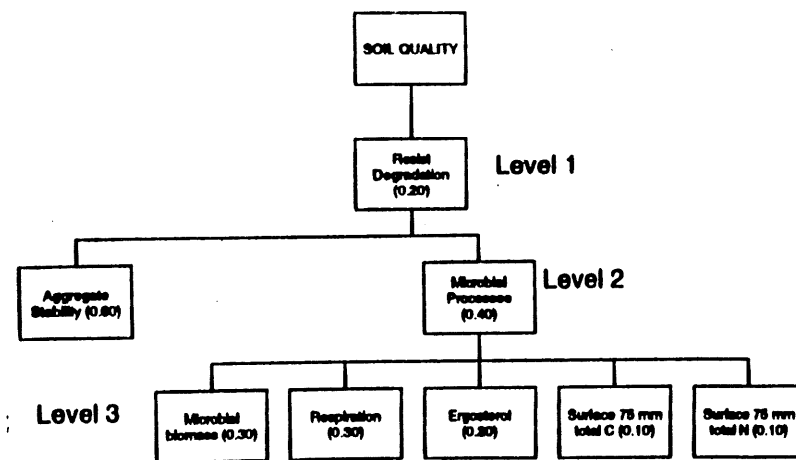 SOIL QUALITY
Resist
Degradation
(0.20)
Level 1
Aggregate
Stability (0.60)
Microbial
Processes
(0.40)
Level 2
Level 3
Microbial
biomass (0.30)
Respiration
(0.30)
Ergosterol
(0.20)
Surface 75 mm
total C (0.10)
Surface 75 mm
total N (0.10)